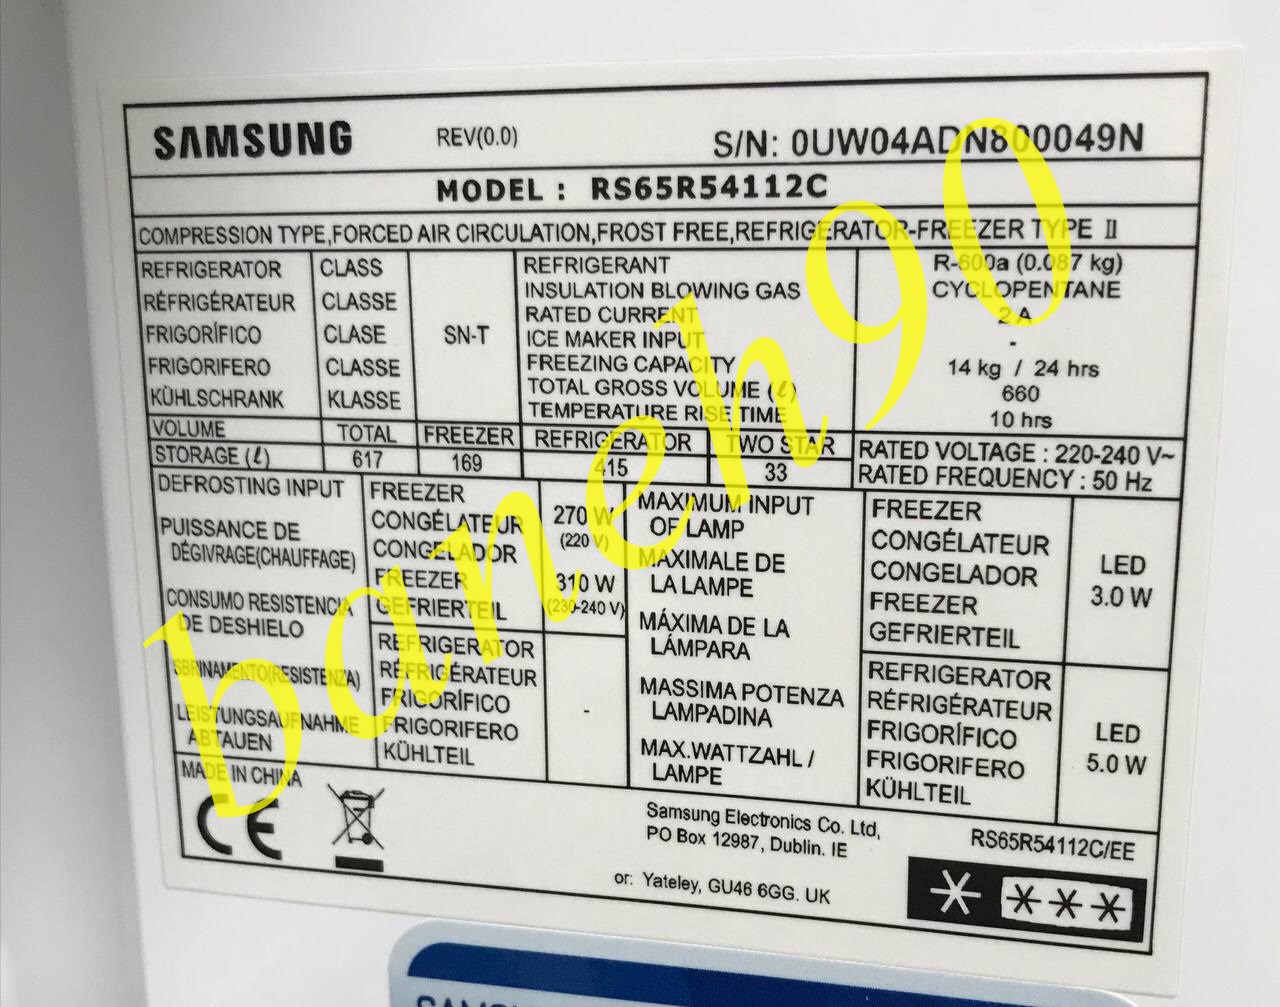 SAMSUNG REV(0.0) S/N: 0UW04ADN800049N
MODEL : RS65R54112C
COMPRESSION TYPE,FORCED AIR CIRCULATION,FROST FREE,REFRIGERATOR-FREEZER TYPE II
REFRIGERATOR CLASS
RÉFRIGÉRATEUR CLASSE
FRIGORÍFICO CLASE SN-T
FRIGORIFERO CLASSE
KÜHLSCHRANK KLASSE
REFRIGERANT R-600a (0.087 kg)
INSULATION BLOWING GAS CYCLOPENTANE
RATED CURRENT 2 A
ICE MAKER INPUT -
FREEZING CAPACITY 14 kg / 24 hrs
TOTAL GROSS VOLUME (ℓ) 660
TEMPERATURE RISE TIME 10 hrs
VOLUME TOTAL FREEZER REFRIGERATOR TWO STAR
STORAGE (ℓ) 617 169 415 33
RATED VOLTAGE : 220-240 V~
RATED FREQUENCY : 50 Hz
DEFROSTING INPUT
PUISSANCE DE
DÉGIVRAGE(CHAUFFAGE)
CONSUMO RESISTENCIA
DE DESHIELO
SBRINAMENTO(RESISTENZA)
LEISTUNGSAUFNAHME
ABTAUEN
FREEZER
CONGÉLATEUR
CONGELADOR
FREEZER
GEFRIERTEIL
270 W
(220 V)
310 W
(230-240 V)
REFRIGERATOR
RÉFRIGÉRATEUR
FRIGORÍFICO
FRIGORIFERO
KÜHLTEIL
-
MAXIMUM INPUT
OF LAMP
MAXIMALE DE
LA LAMPE
MÁXIMA DE LA
LÁMPARA
MASSIMA POTENZA
LAMPADINA
MAX.WATTZAHL /
LAMPE
FREEZER
CONGÉLATEUR
CONGELADOR
FREEZER
GEFRIERTEIL
LED
3.0 W
REFRIGERATOR
RÉFRIGÉRATEUR
FRIGORÍFICO
FRIGORIFERO
KÜHLTEIL
LED
5.0 W
MADE IN CHINA
CE
Samsung Electronics Co. Ltd,
PO Box 12987, Dublin. IE
or: Yateley, GU46 6GG. UK
RS65R54112C/EE
baneh90